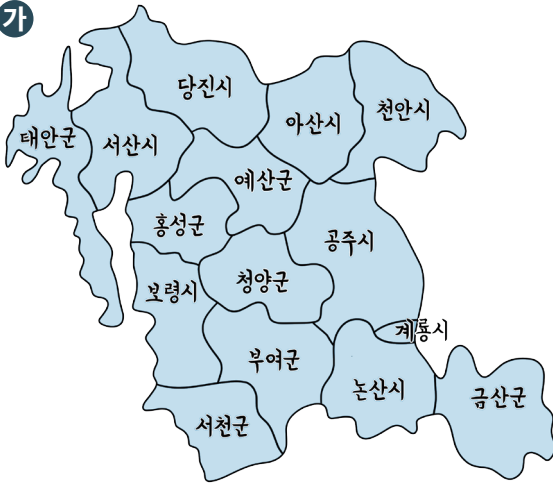 가
당진시
천안시
아산시
태안군
서산시
예산군
홍성군
공주시
청양군
보령시
계룡시
부여군
논산시
금산군
서천군